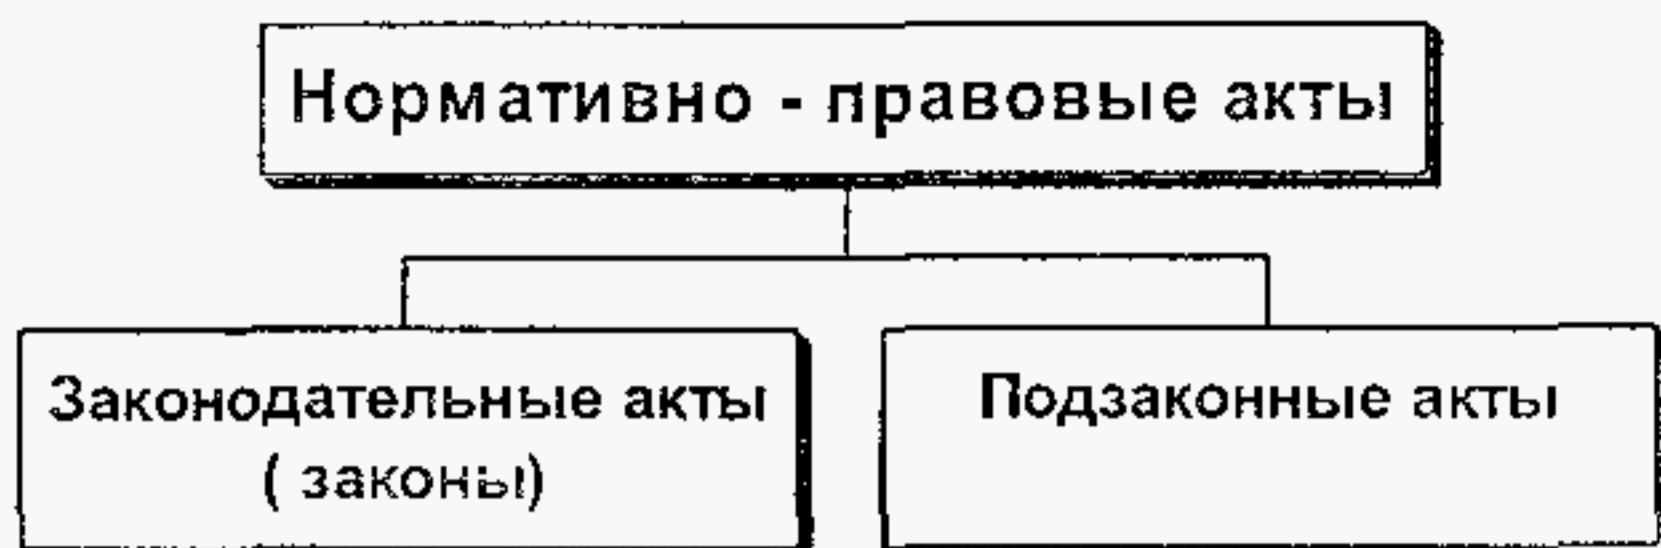 Нормативно - правовые акты
Законодательные акты
( законы)
Подзаконные акты